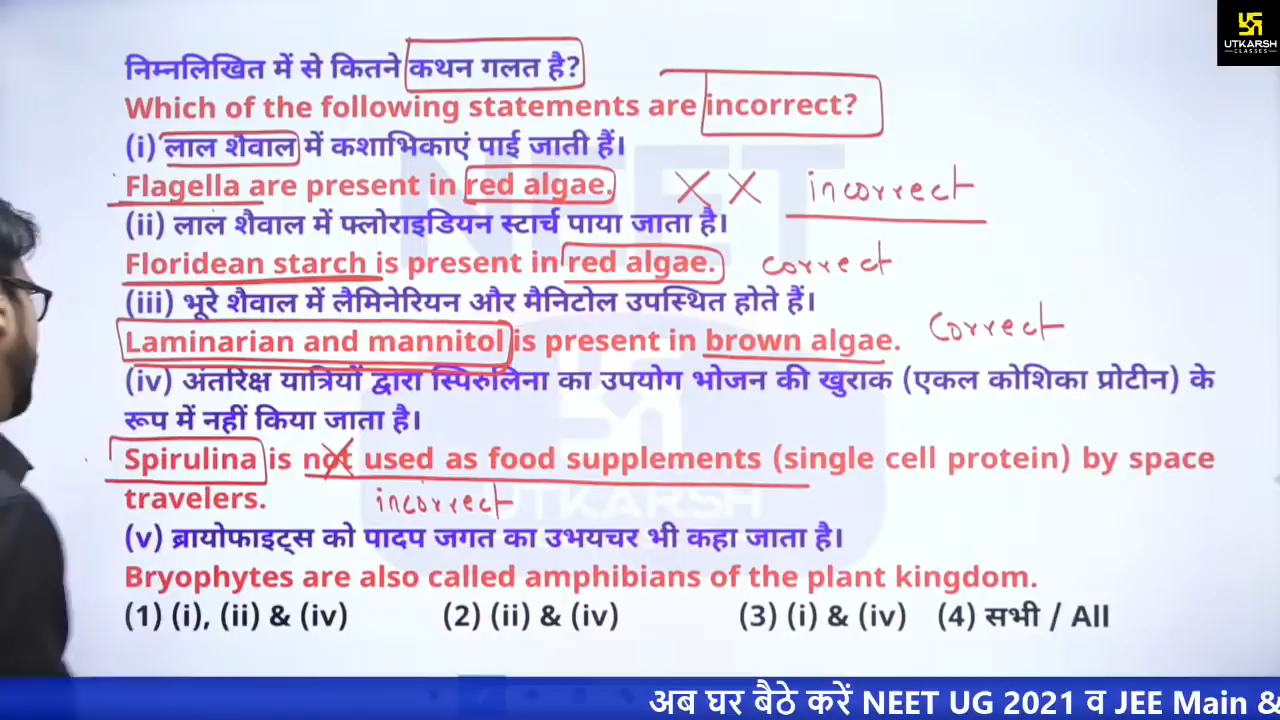 UTKARSH
CLASSES
निम्नलिखित में से कितने कथन गलत है?
Which of the following statements are incorrect?
(i) लाल शैवाल में कशाभिकाएं पाई जाती हैं।
Flagella are present in red algae. X X incorrect
(ii) लाल शैवाल में फ्लोराइडियन स्टार्च पाया जाता है।
Floridean starch is present in red algae. correct
(iii) भूरे शैवाल में लैमिनेरियन और मैनिटोल उपस्थित होते हैं।
Laminarian and mannitol is present in brown algae. Correct
(iv) अंतरिक्ष यात्रियों द्वारा स्पिरुलिना का उपयोग भोजन की खुराक (एकल कोशिका प्रोटीन) के
रूप में नहीं किया जाता है।
Spirulina is not used as food supplements (single cell protein) by space
travelers. incorrect
(v) ब्रायोफाइट्स को पादप जगत का उभयचर भी कहा जाता है।
Bryophytes are also called amphibians of the plant kingdom.
(1) (i), (ii) & (iv) (2) (ii) & (iv) (3) (i) & (iv) (4) सभी / All
NEET
UTKARSH
अब घर बैठे करें NEET UG 2021 व JEE Main &